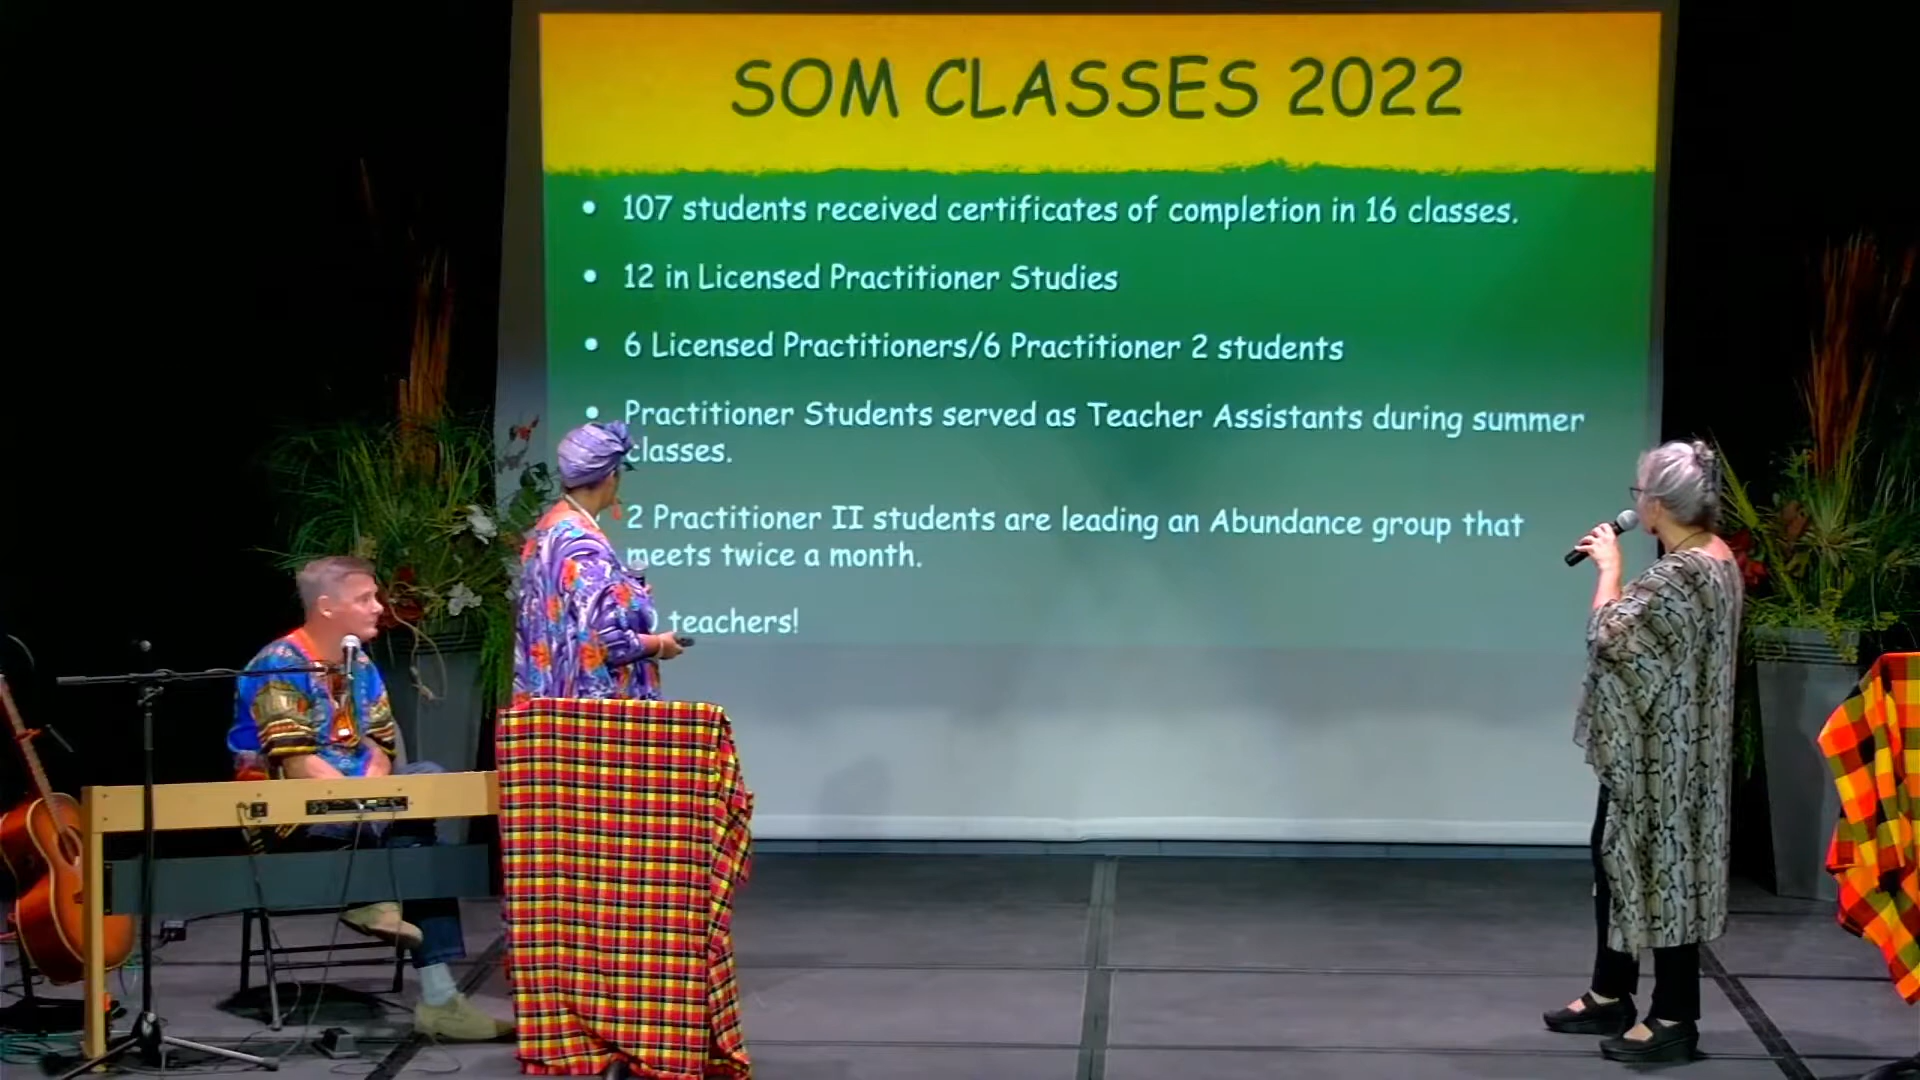 SOM CLASSES 2022
• 107 students received certificates of completion in 16 classes.
• 12 in Licensed Practitioner Studies
• 6 Licensed Practitioners/6 Practitioner 2 students
• Practitioner Students served as Teacher Assistants during summer
classes.
2 Practitioner II students are leading an Abundance group that
meets twice a month.
teachers!